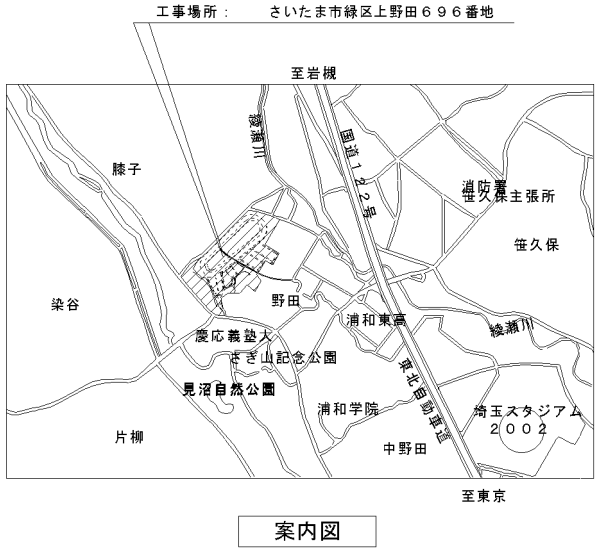 工事場所： さいたま市緑区上野田６９６番地
至岩槻
綾瀬川
国道１２２号
膝子
消防署
笹久保主張所
笹久保
染谷
野田
浦和東高
綾瀬川
慶応義塾大
さぎ山記念公園
東北自動車道
見沼自然公園
浦和学院
埼玉スタジアム
２００２
片柳
中野田
至東京
案内図